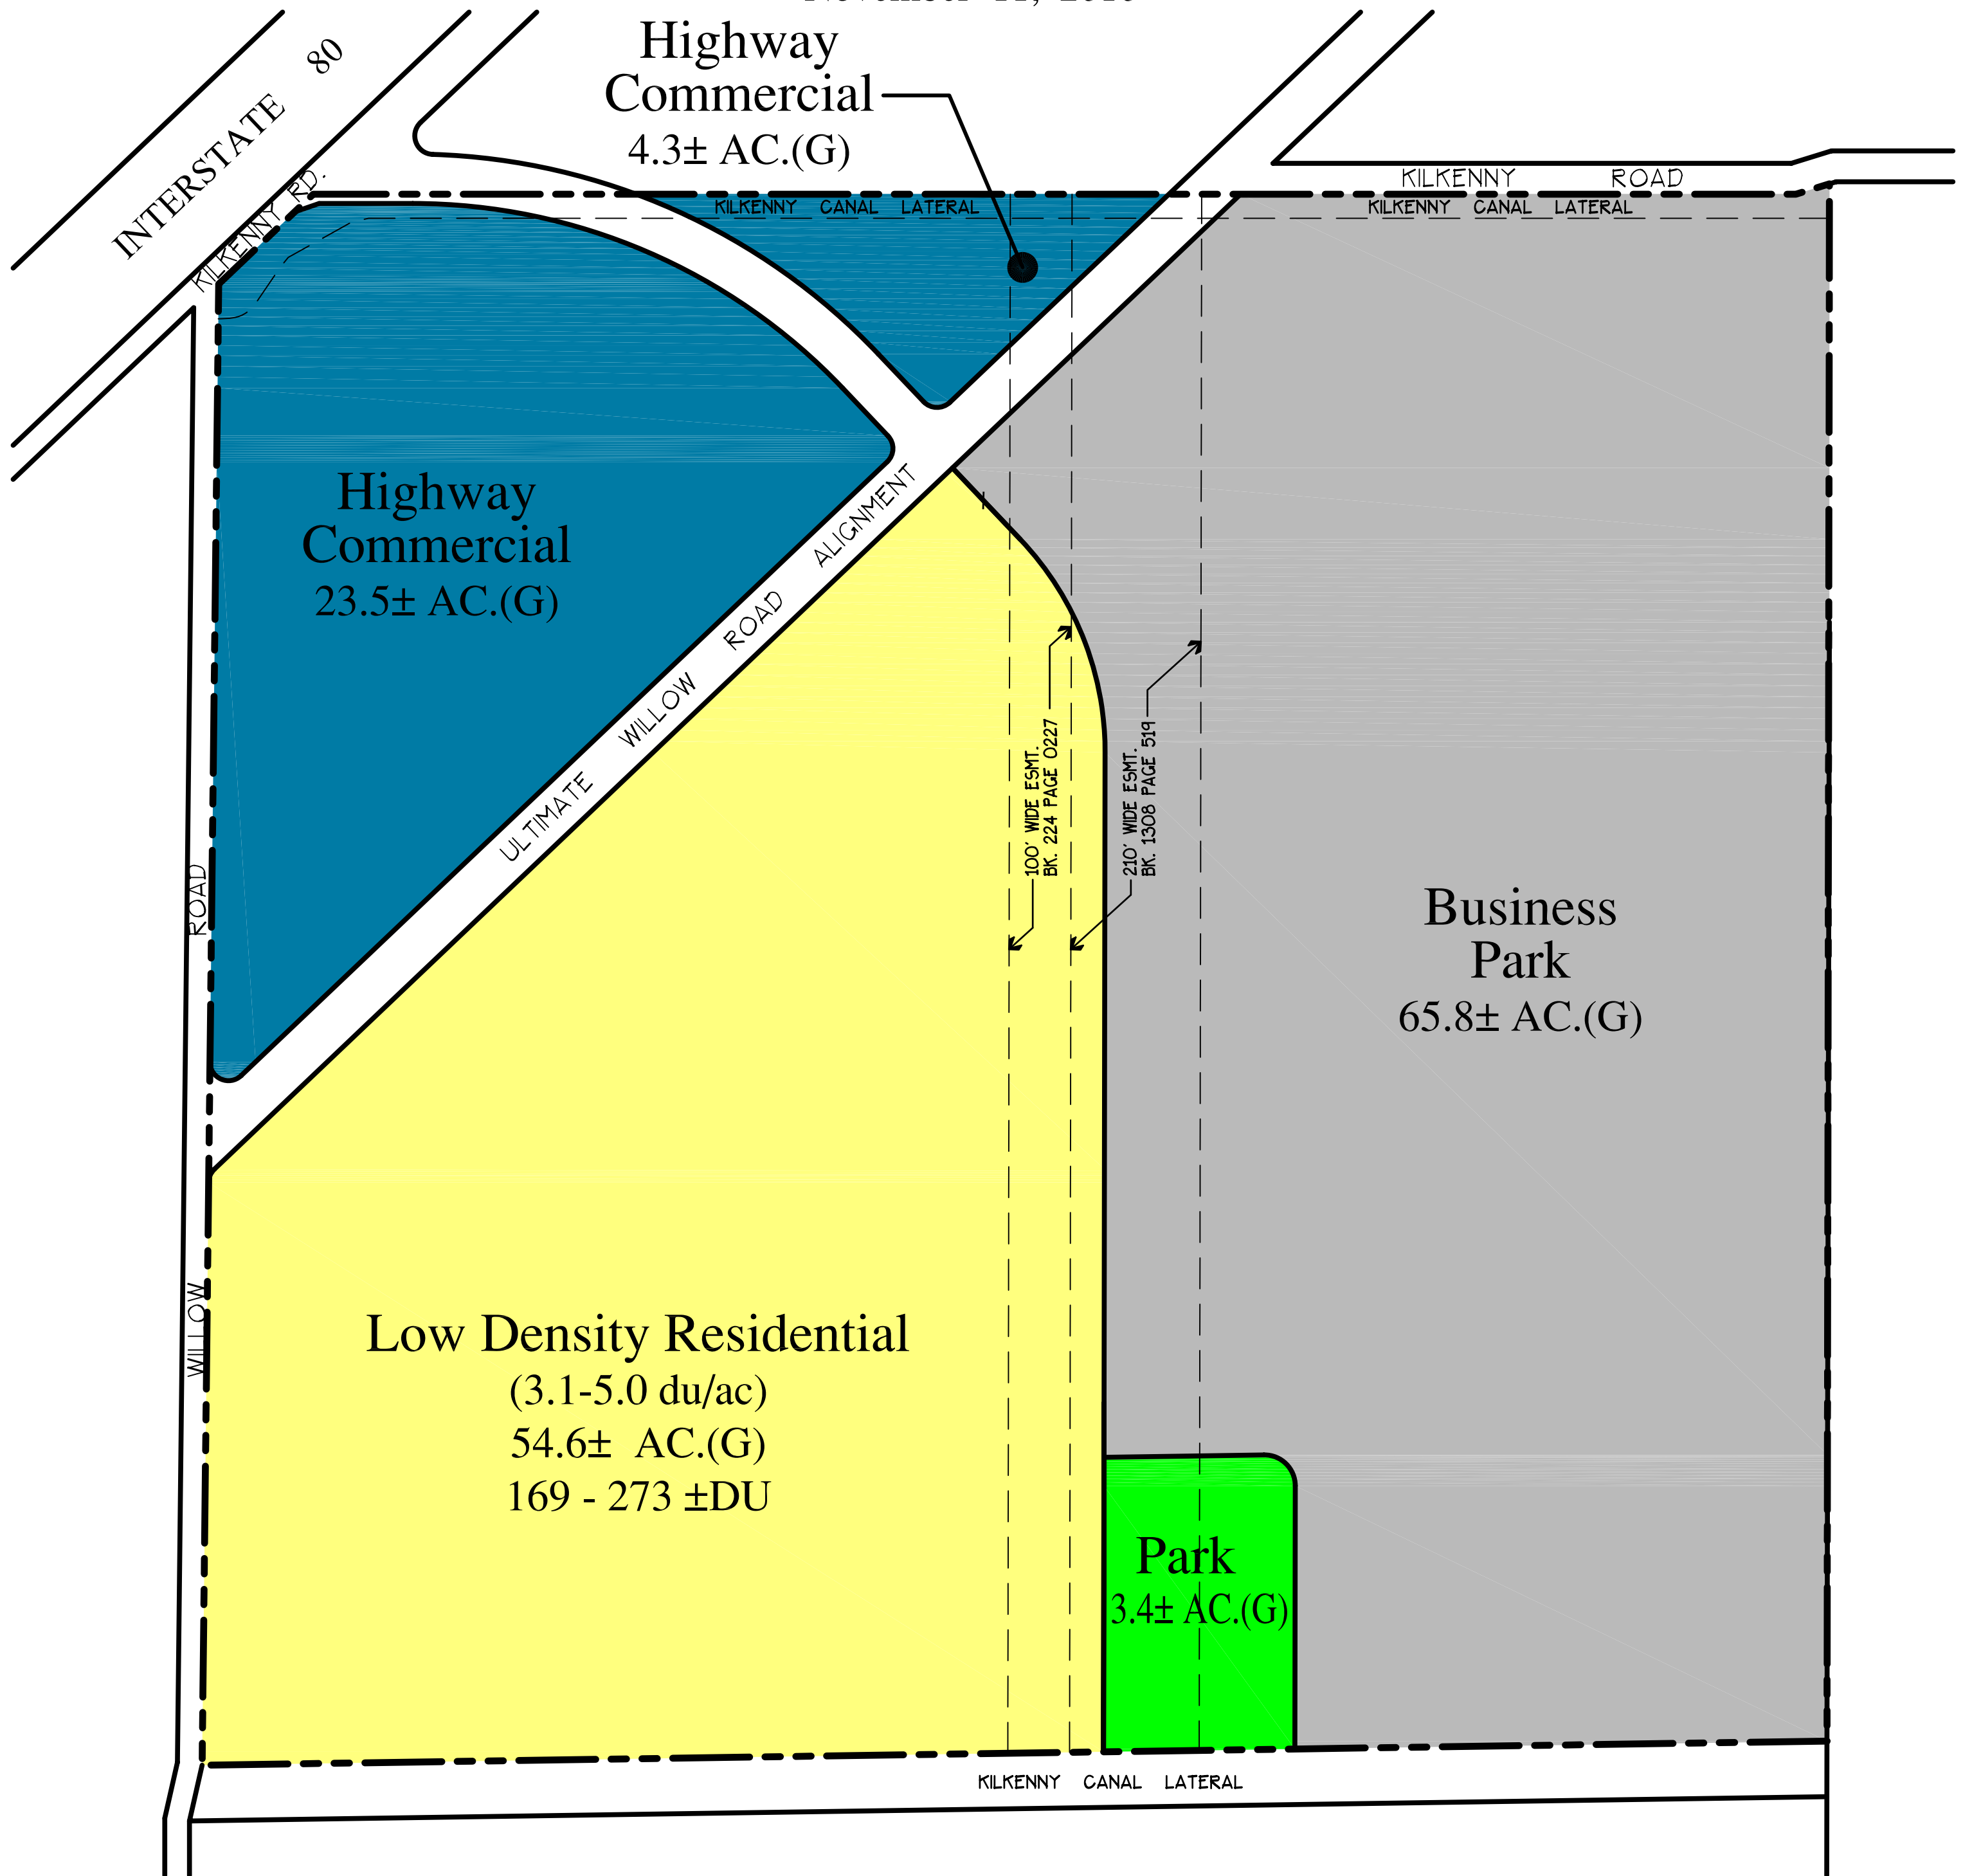 Highway
Commercial
4.3± AC.(G)
INTERSTATE 80
KILKENNY RD.
KILKENNY ROAD
KILKENNY CANAL LATERAL
KILKENNY CANAL LATERAL
Highway
Commercial
23.5± AC.(G)
ULTIMATE WILLOW ROAD ALIGNMENT
100' WIDE ESMT.
BK. 224 PAGE 0227
210' WIDE ESMT.
BK. 1308 PAGE 519
Business
Park
65.8± AC.(G)
WILLOW ROAD
Low Density Residential
(3.1-5.0 du/ac)
54.6± AC.(G)
169 - 273 ±DU
Park
3.4± AC.(G)
KILKENNY CANAL LATERAL